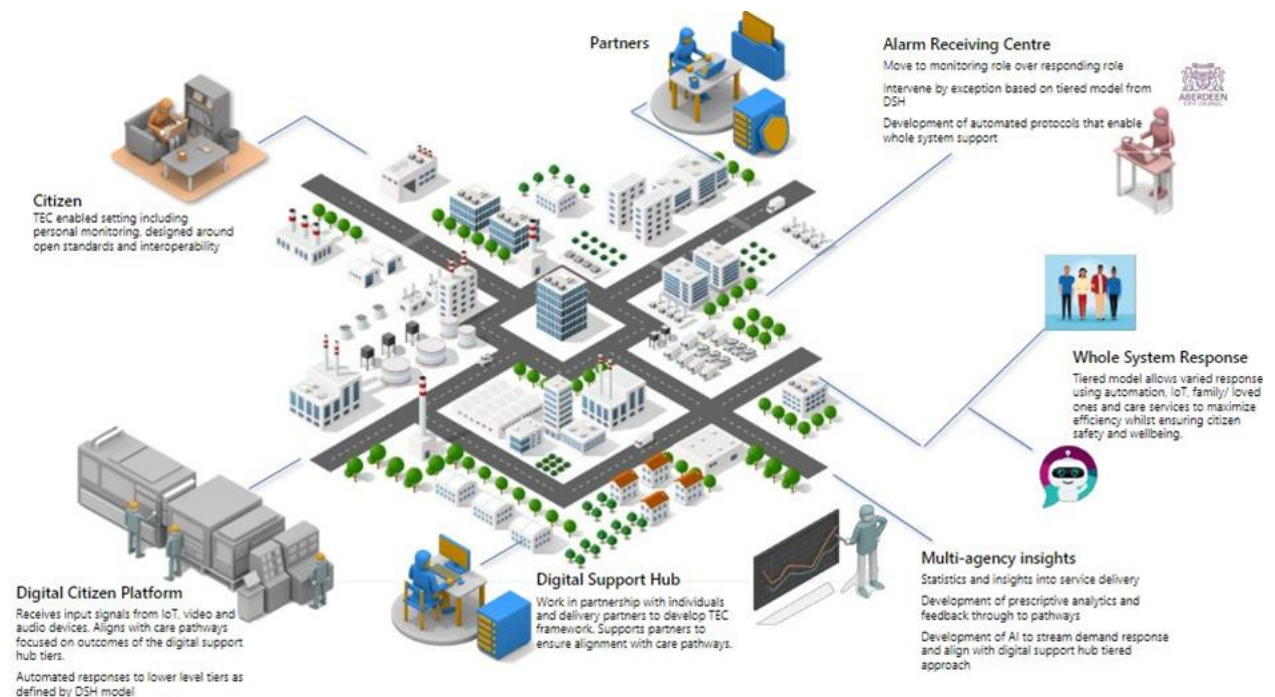 Partners
Alarm Receiving Centre
Move to monitoring role over responding role
Intervene by exception based on tiered model from
DSH
Development of automated protocols that enable
whole system support
ABERDEEN
CITY COUNCIL
Citizen
TEC enabled setting including
personal monitoring, designed around
open standards and interoperability
Whole System Response
Tiered model allows varied response
using automation, IoT, family/ loved
ones and care services to maximize
efficiency whilst ensuring citizen
safety and wellbeing.
Digital Citizen Platform
Receives input signals from IoT, video and
audio devices. Aligns with care pathways
focused on outcomes of the digital support
hub tiers.
Automated responses to lower level tiers as
defined by DSH model
Digital Support Hub
Work in partnership with individuals
and delivery partners to develop TEC
framework. Supports partners to
ensure alignment with care pathways.
Multi-agency insights
Statistics and insights into service delivery
Development of prescriptive analytics and
feedback through to pathways
Development of AI to stream demand response
and align with digital support hub tiered
approach